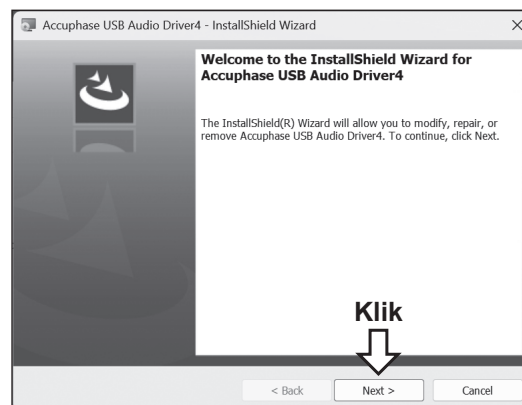 Accuphase USB Audio Driver4 - InstallShield Wizard
Welcome to the InstallShield Wizard for
Accuphase USB Audio Driver4
The InstallShield(R) Wizard will allow you to modify, repair, or
remove Accuphase USB Audio Driver4. To continue, click Next.
Klik
< Back Next > Cancel